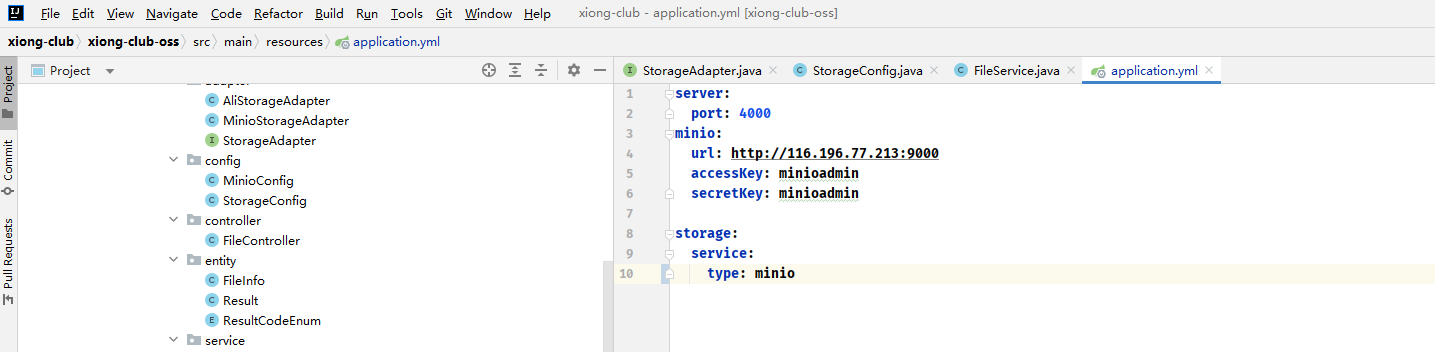 File Edit View Navigate Code Refactor Build Run Tools Git Window Help xiong-club - application.yml [xiong-club-oss]
xiong-club xiong-club-oss src main resources application.yml
Project
StorageAdapter.java StorageConfig.java FileService.java application.yml
Project
Commit
Pull Requests
AliStorageAdapter
MinioStorageAdapter
StorageAdapter
config
MinioConfig
StorageConfig
controller
FileController
entity
FileInfo
Result
ResultCodeEnum
service
1 server:
2 port: 4000
3 minio:
4 url: http://116.196.77.213:9000
5 accessKey: minioadmin
6 secretKey: minioadmin
7
8 storage:
9 service:
10 type: minio